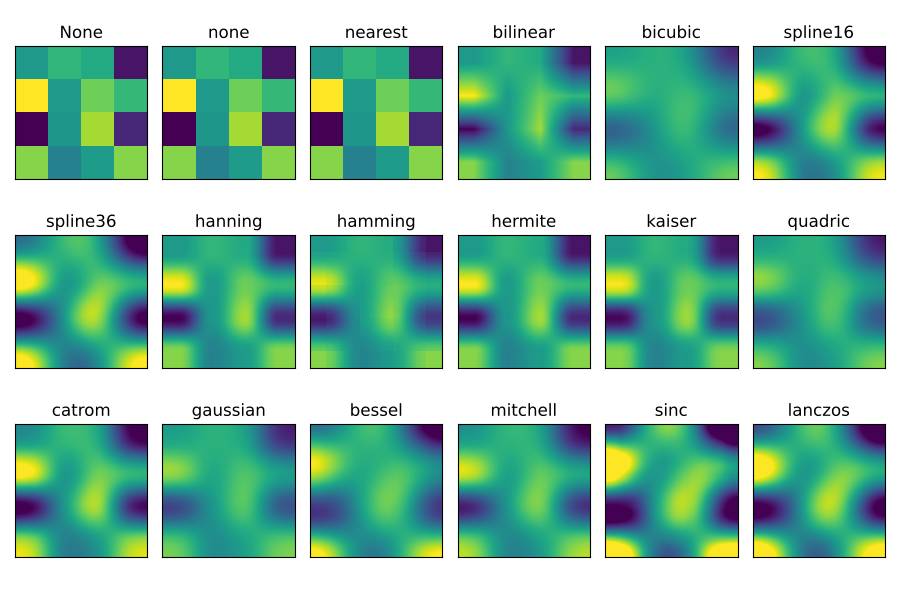 None none nearest bilinear bicubic spline16
spline36 hanning hamming hermite kaiser quadric
catrom gaussian bessel mitchell sinc lanczos